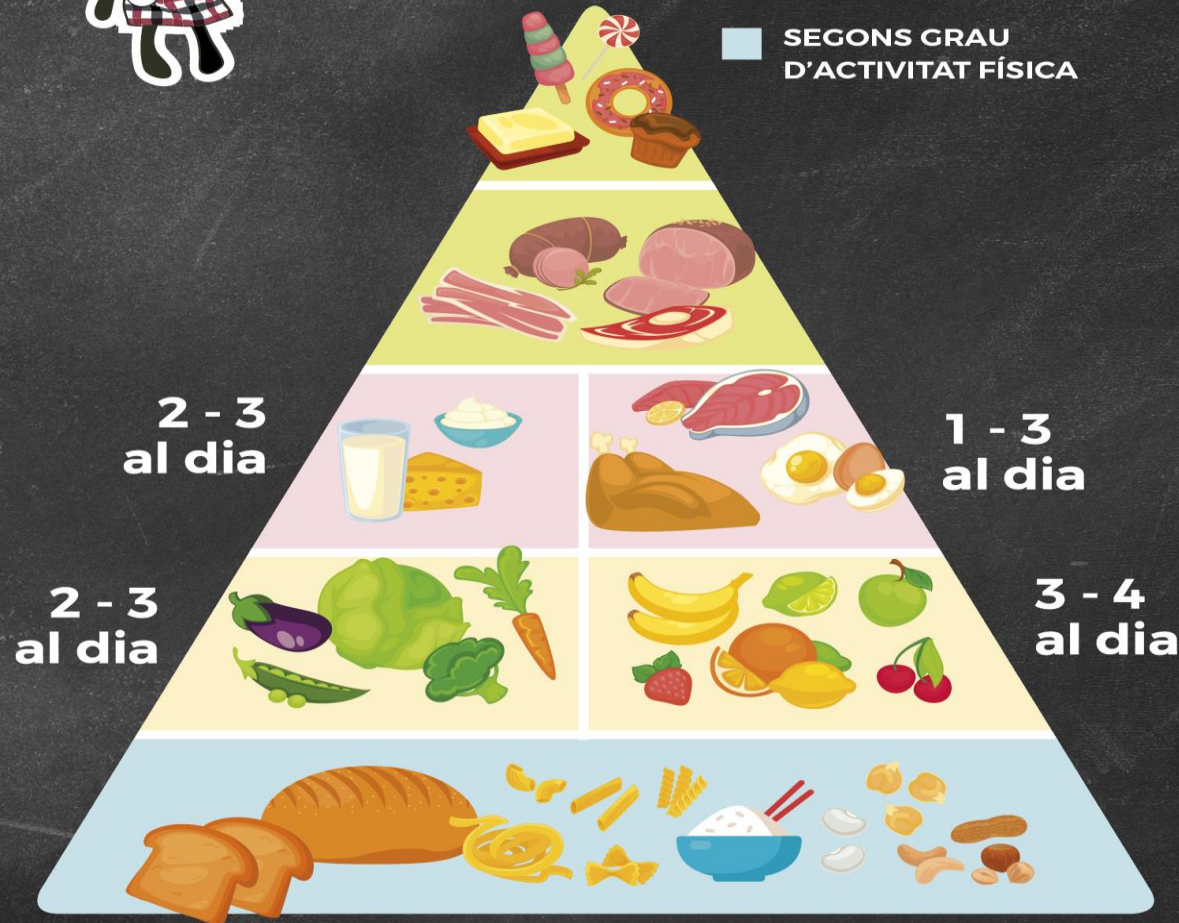 SEGONS GRAU
D'ACTIVITAT FÍSICA
2 - 3
al dia
1 - 3
al dia
2 - 3
al dia
3 - 4
al dia